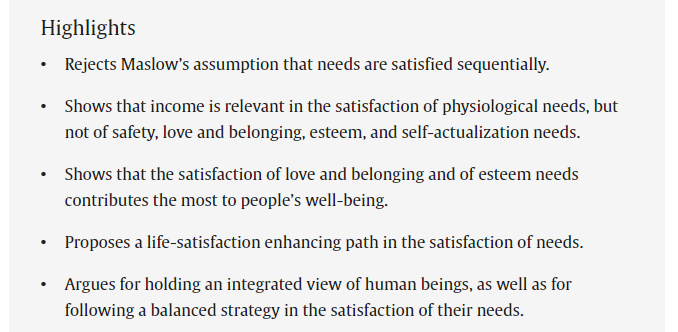 Highlights
• Rejects Maslow’s assumption that needs are satisfied sequentially.
• Shows that income is relevant in the satisfaction of physiological needs, but
not of safety, love and belonging, esteem, and self-actualization needs.
• Shows that the satisfaction of love and belonging and of esteem needs
contributes the most to people’s well-being.
• Proposes a life-satisfaction enhancing path in the satisfaction of needs.
• Argues for holding an integrated view of human beings, as well as for
following a balanced strategy in the satisfaction of their needs.